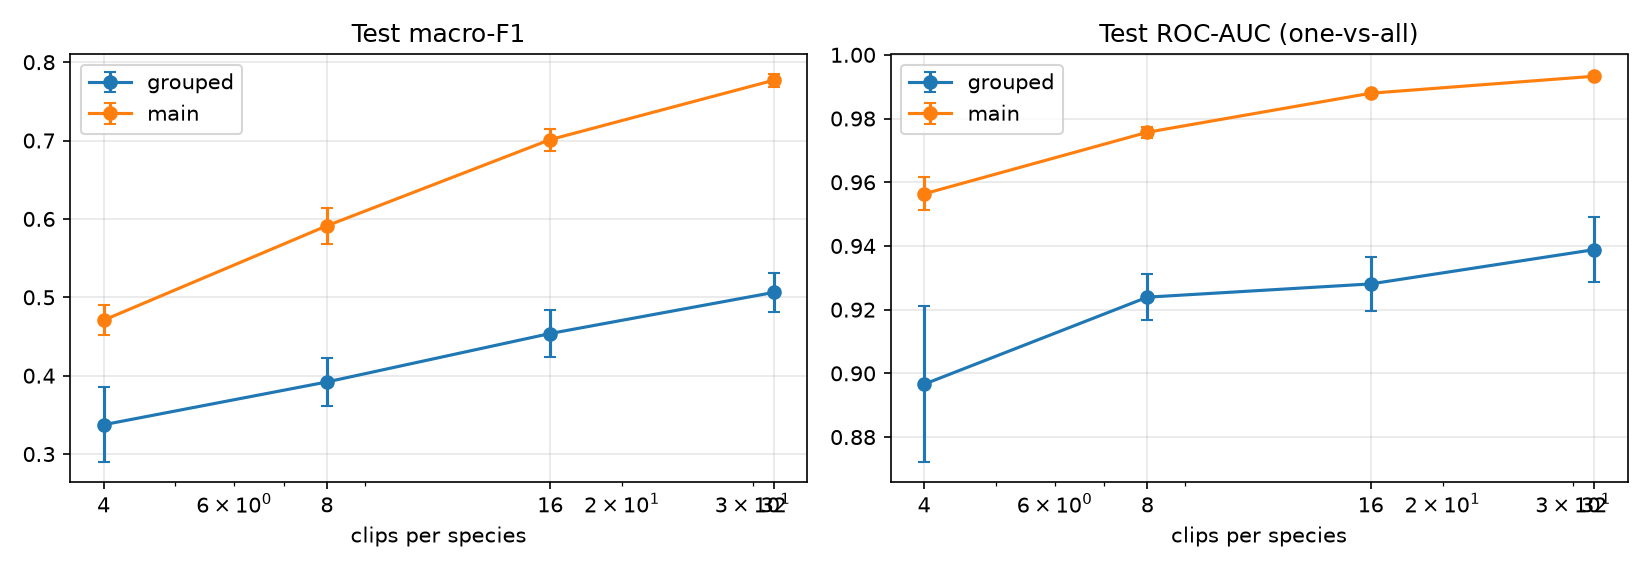 Test macro-F1
0.8
0.7
0.6
0.5
0.4
0.3
grouped
main
4
6 × 10⁰
8
16
2 × 10¹
3 × 10¹
32
clips per species
Test ROC-AUC (one-vs-all)
1.00
0.98
0.96
0.94
0.92
0.90
0.88
grouped
main
4
6 × 10⁰
8
16
2 × 10¹
3 × 10¹
32
clips per species